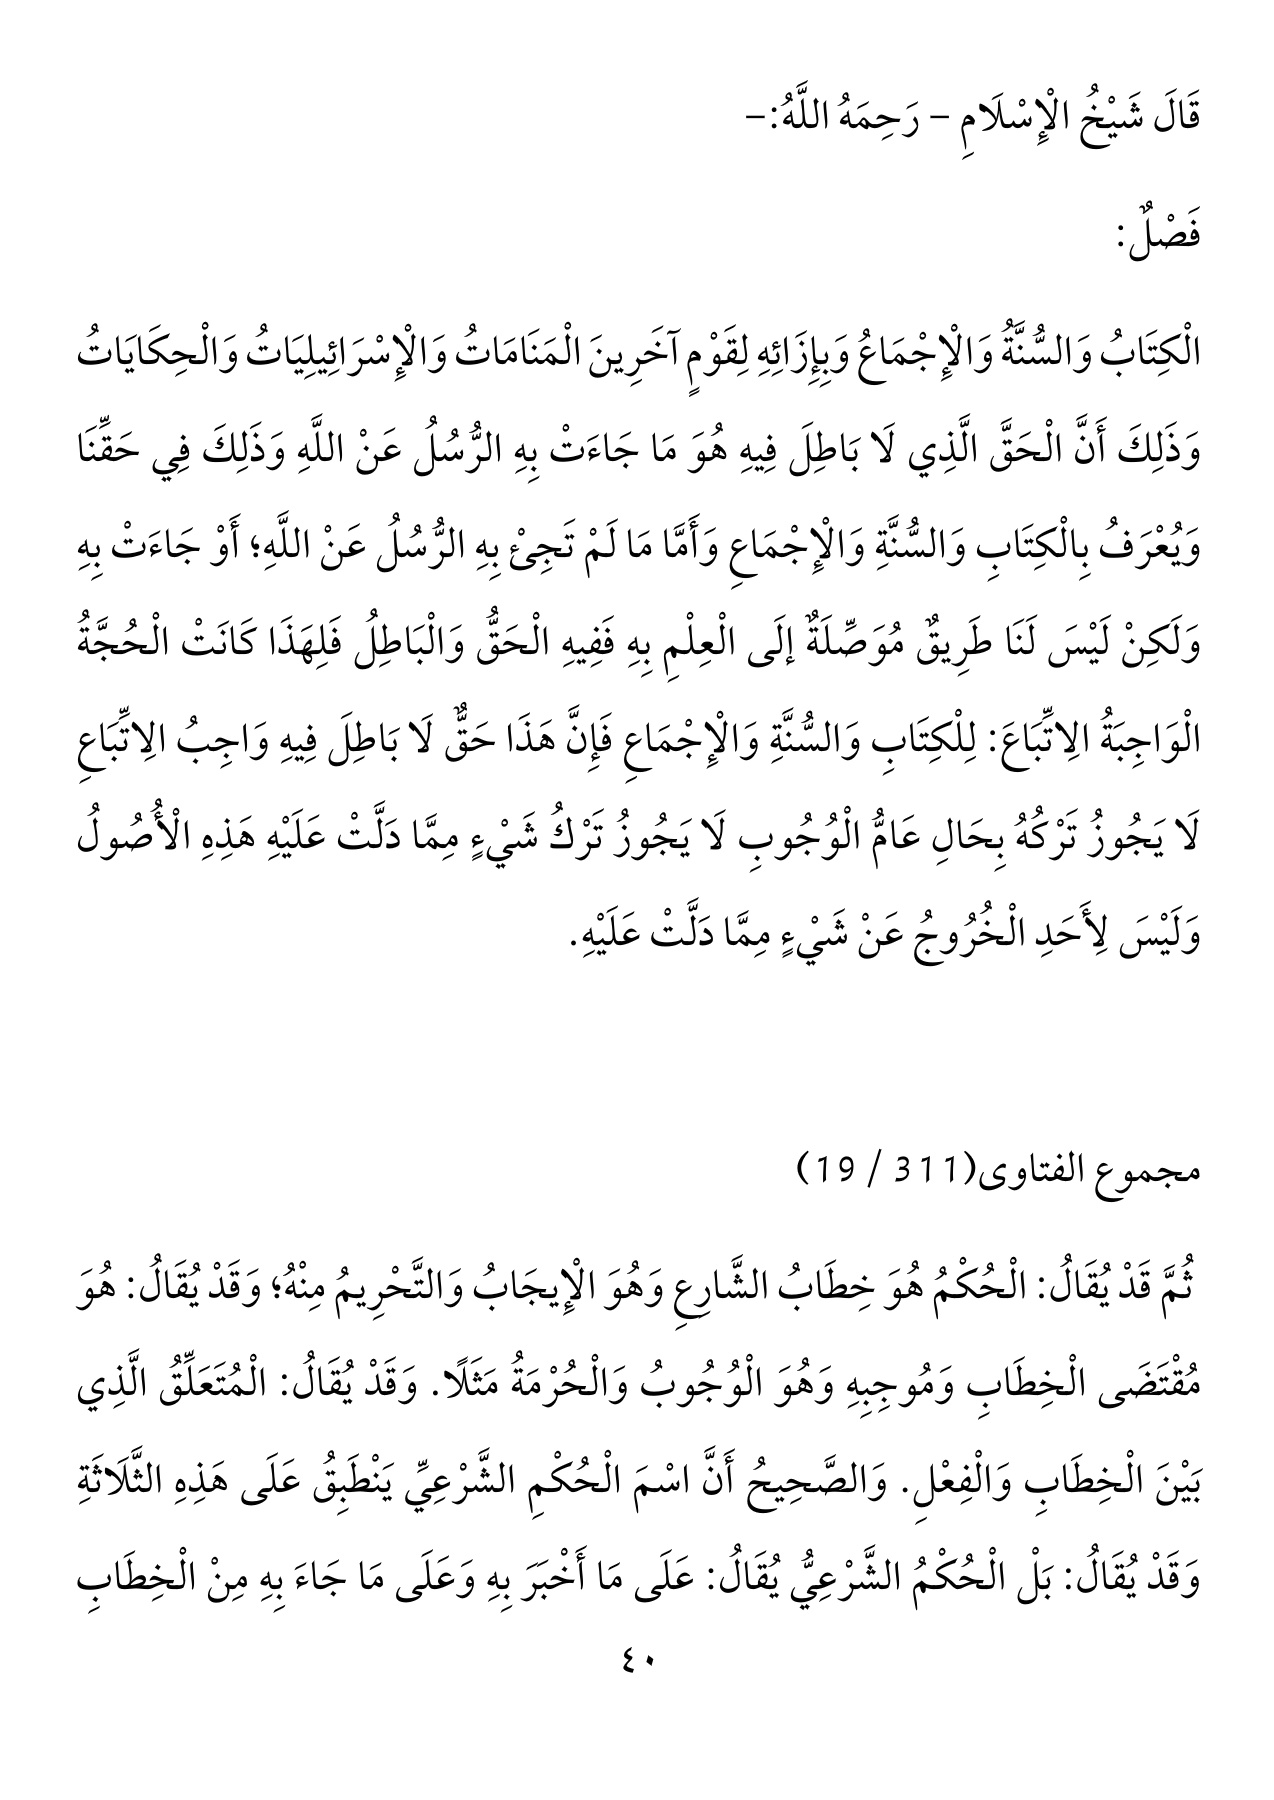 قَالَ شَيْخُ الْإِسْلَامِ – رَحِمَهُ اللَّهُ:–
فَصْلٌ:
الْكِتَابُ وَالسُّنَّةُ وَالْإِجْمَاعُ وَبِإِزَائِهِ لِقَوْمٍ آخَرِينَ الْمَنَامَاتُ وَالْإِسْرَائِيلِيَاتُ وَالْحِكَايَاتُ
وَذَلِكَ أَنَّ الْحَقَّ الَّذِي لَا بَاطِلَ فِيهِ هُوَ مَا جَاءَتْ بِهِ الرُّسُلُ عَنْ اللَّهِ وَذَلِكَ فِي حَقِّنَا
وَيُعْرَفُ بِالْكِتَابِ وَالسُّنَّةِ وَالْإِجْمَاعِ وَأَمَّا مَا لَمْ تَجِئْ بِهِ الرُّسُلُ عَنْ اللَّهِ؛ أَوْ جَاءَتْ بِهِ
وَلَكِنْ لَيْسَ لَنَا طَرِيقٌ مُوَصِّلَةٌ إلَى الْعِلْمِ بِهِ فَفِيهِ الْحَقُّ وَالْبَاطِلُ فَلِهَذَا كَانَتْ الْحُجَّةُ
الْوَاجِبَةُ الِاتِّبَاعَ: لِلْكِتَابِ وَالسُّنَّةِ وَالْإِجْمَاعِ فَإِنَّ هَذَا حَقٌّ لَا بَاطِلَ فِيهِ وَاجِبُ الِاتِّبَاعِ
لَا يَجُوزُ تَرْكُهُ بِحَالِ عَامُّ الْوُجُوبِ لَا يَجُوزُ تَرْكُ شَيْءٍ مِمَّا دَلَّتْ عَلَيْهِ هَذِهِ الْأُصُولُ
وَلَيْسَ لِأَحَدِ الْخُرُوجُ عَنْ شَيْءٍ مِمَّا دَلَّتْ عَلَيْهِ.
مجموع الفتاوى(311 / 19)
ثُمَّ قَدْ يُقَالُ: الْحُكْمُ هُوَ خِطَابُ الشَّارِعِ وَهُوَ الْإِيجَابُ وَالتَّحْرِيمُ مِنْهُ؛ وَقَدْ يُقَالُ: هُوَ
مُقْتَضَى الْخِطَابِ وَمُوجِبِهِ وَهُوَ الْوُجُوبُ وَالْحُرْمَةُ مَثَلًا. وَقَدْ يُقَالُ: الْمُتَعَلِّقُ الَّذِي
بَيْنَ الْخِطَابِ وَالْفِعْلِ. وَالصَّحِيحُ أَنَّ اسْمَ الْحُكْمِ الشَّرْعِيِّ يَنْطَبِقُ عَلَى هَذِهِ الثَّلَاثَةِ
وَقَدْ يُقَالُ: بَلْ الْحُكْمُ الشَّرْعِيُّ يُقَالُ: عَلَى مَا أَخْبَرَ بِهِ وَعَلَى مَا جَاءَ بِهِ مِنْ الْخِطَابِ
٤٠